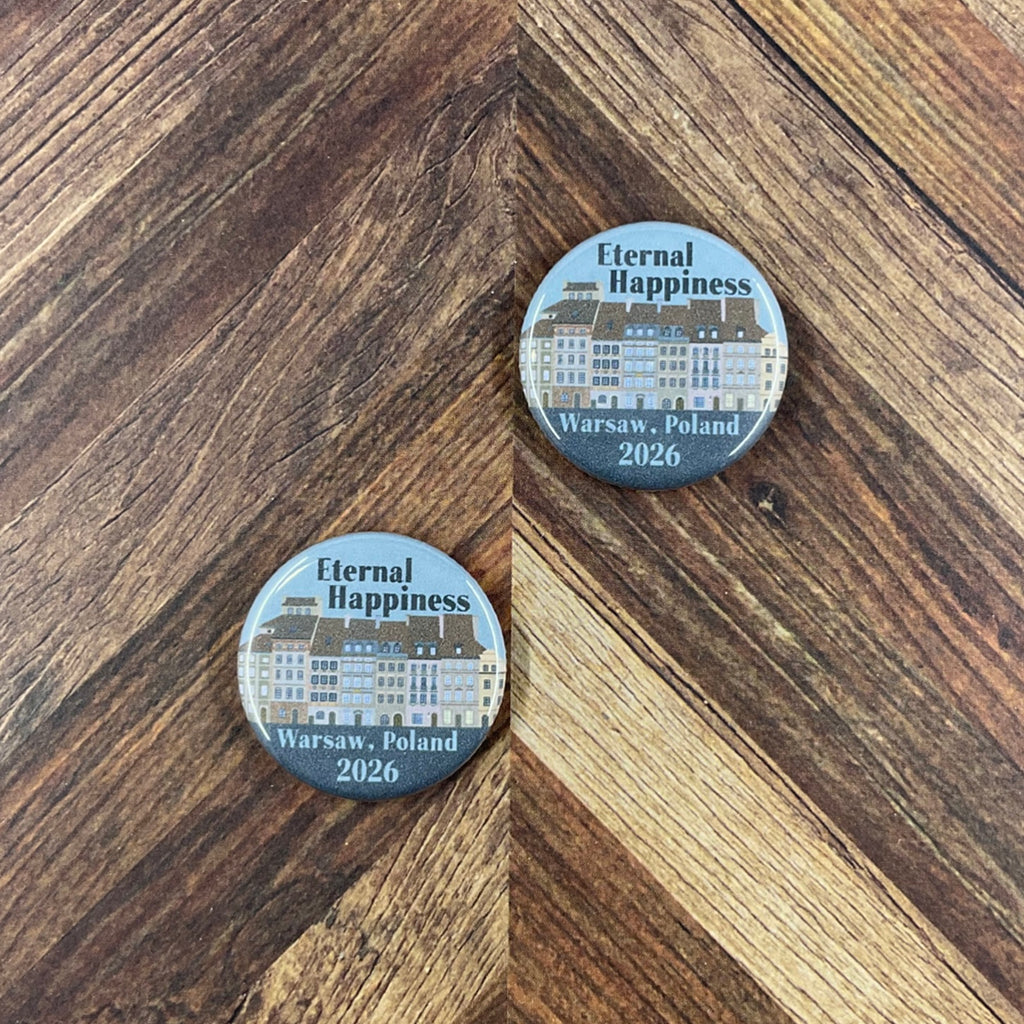 Eternal
Happiness
Warsaw, Poland
2026
Eternal
Happiness
Warsaw, Poland
2026